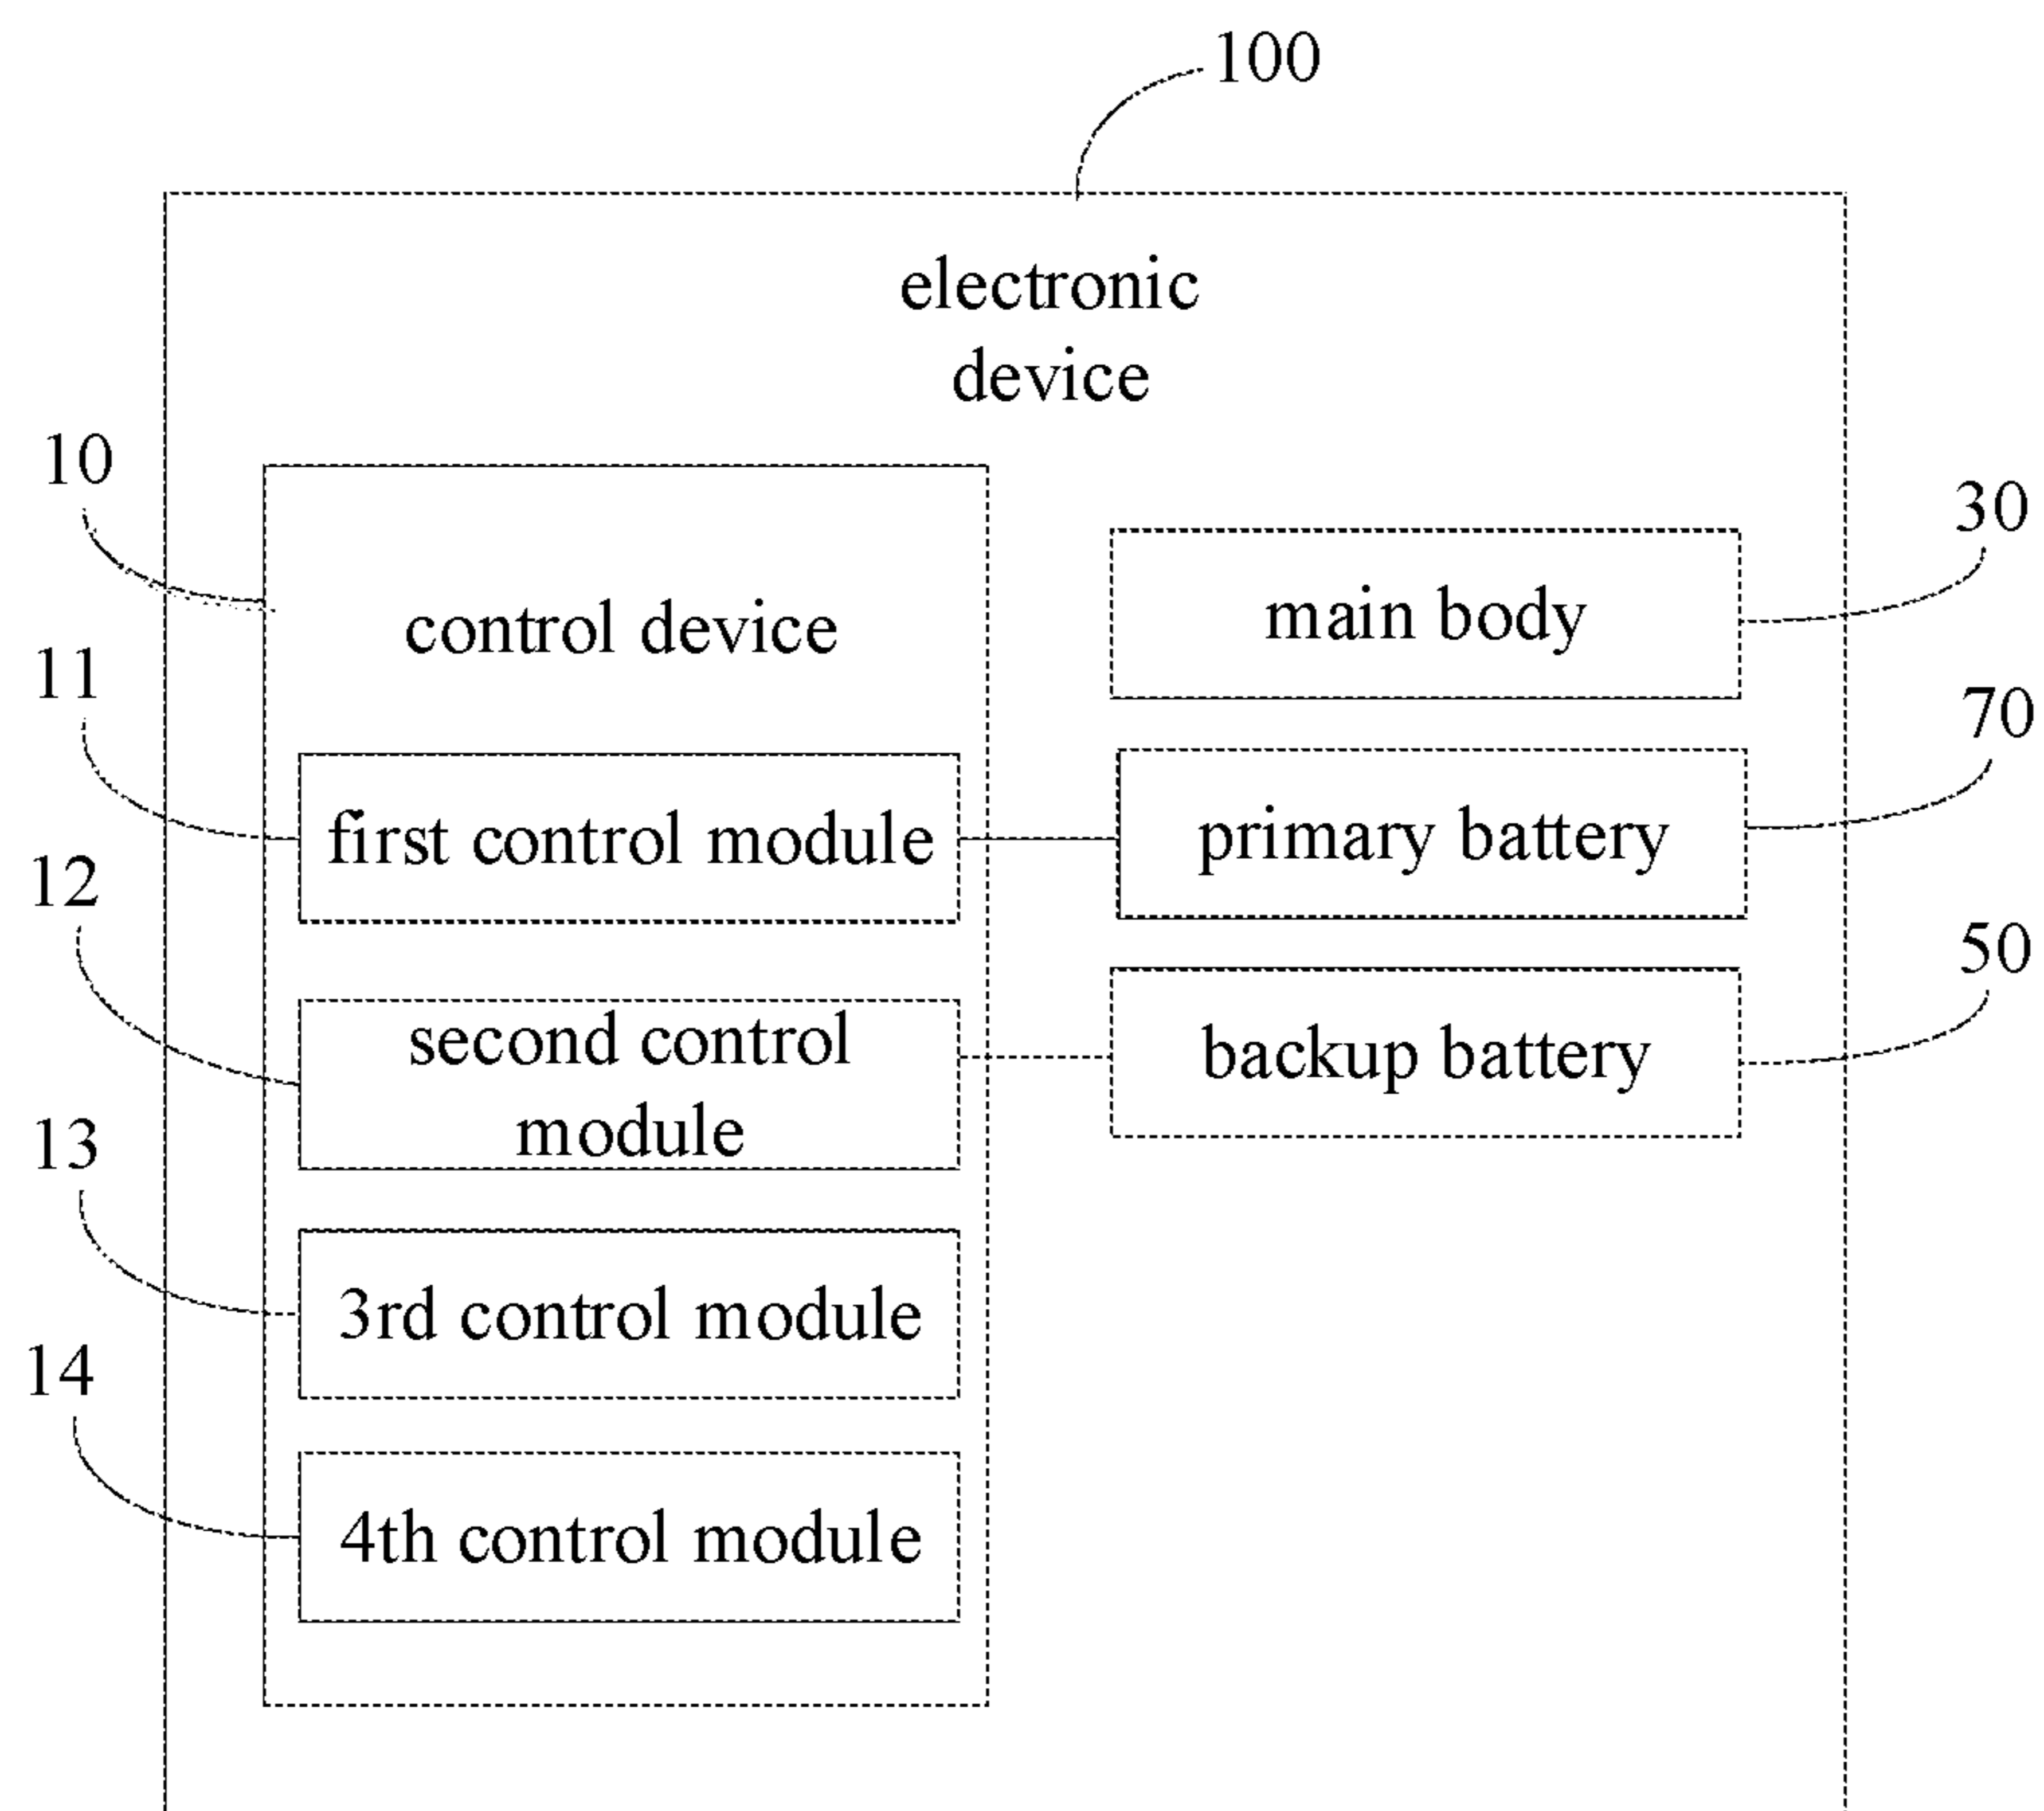 100
electronic
device
10
control device
30
main body
11
first control module
70
primary battery
12
second control
module
50
backup battery
13
3rd control module
14
4th control module